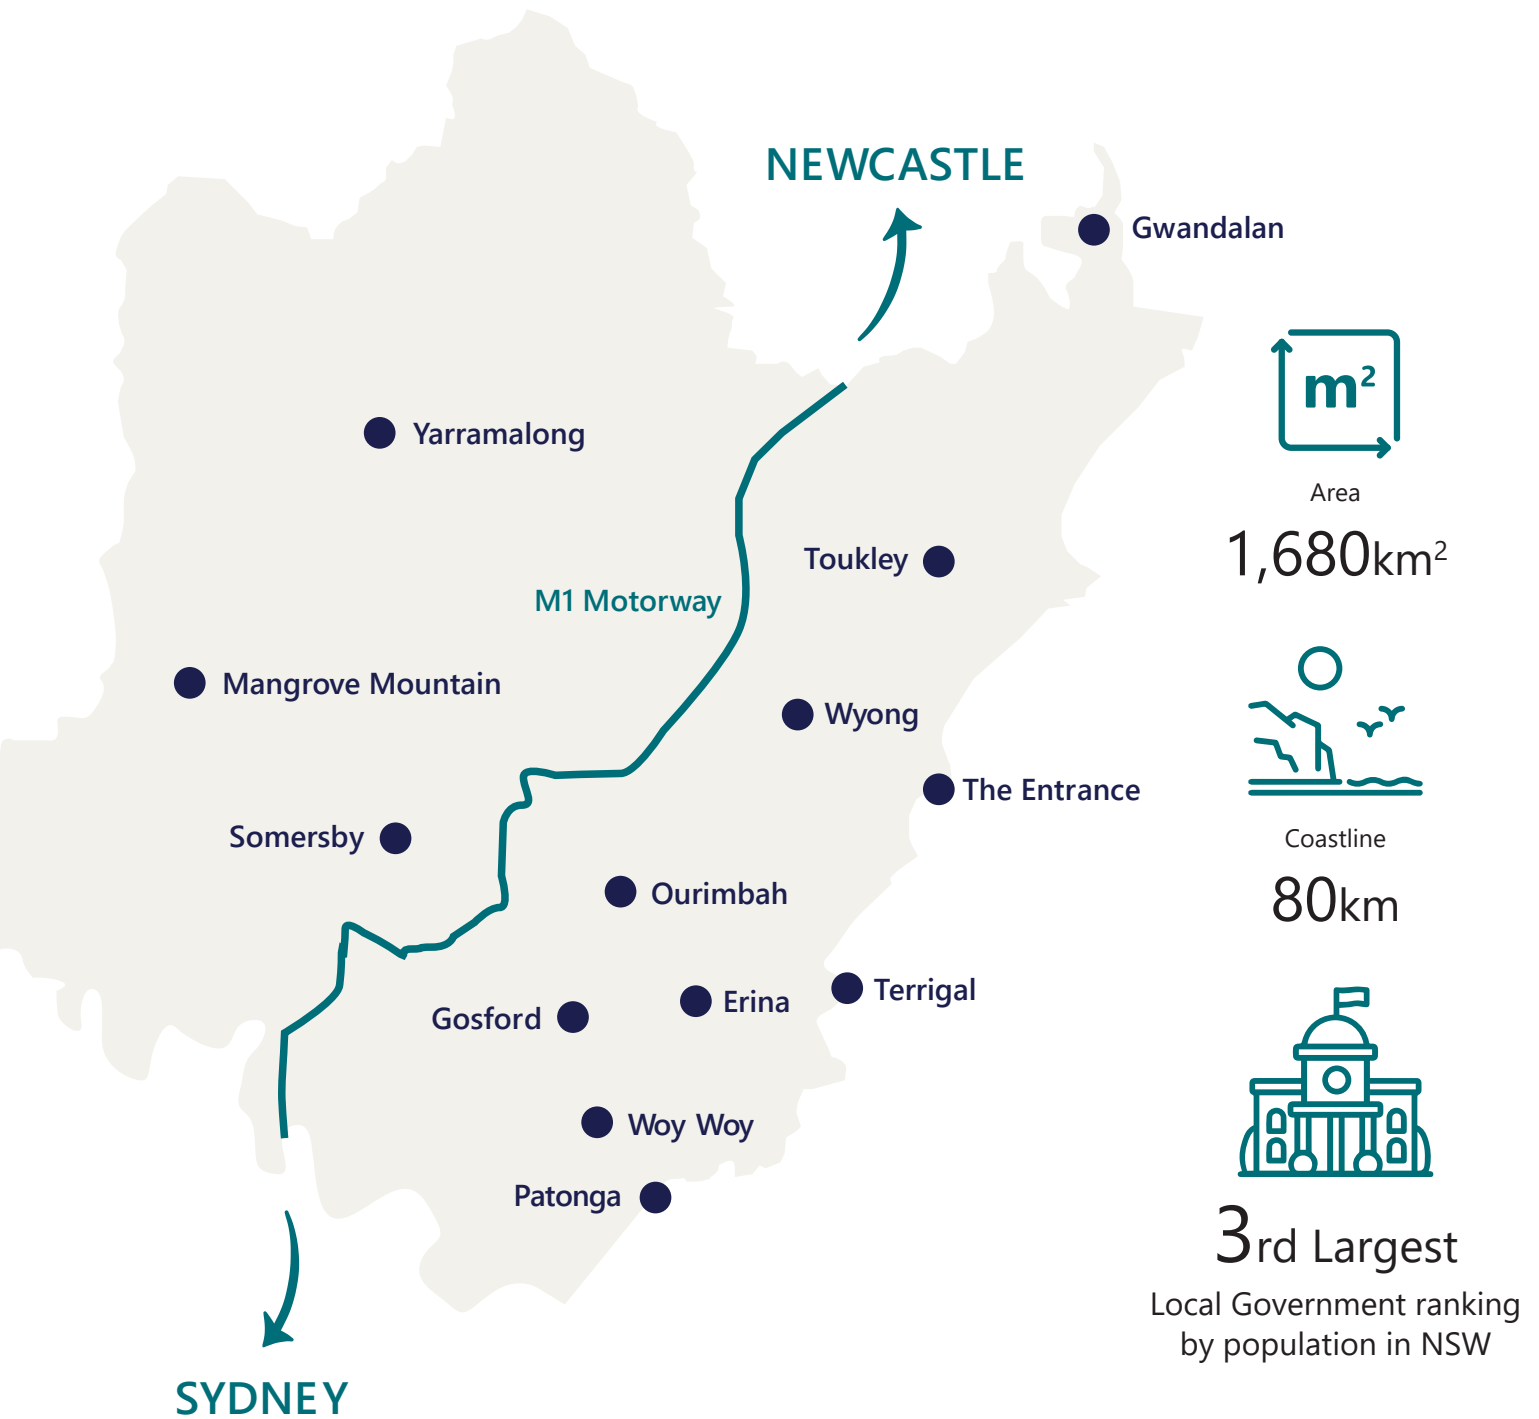 NEWCASTLE
Gwandalan
Yarramalong
Toukley
M1 Motorway
Mangrove Mountain
Wyong
The Entrance
Somersby
Ourimbah
Terrigal
Erina
Gosford
Woy Woy
Patonga
SYDNEY
m²
Area
1,680km²
Coastline
80km
3rd Largest
Local Government ranking
by population in NSW